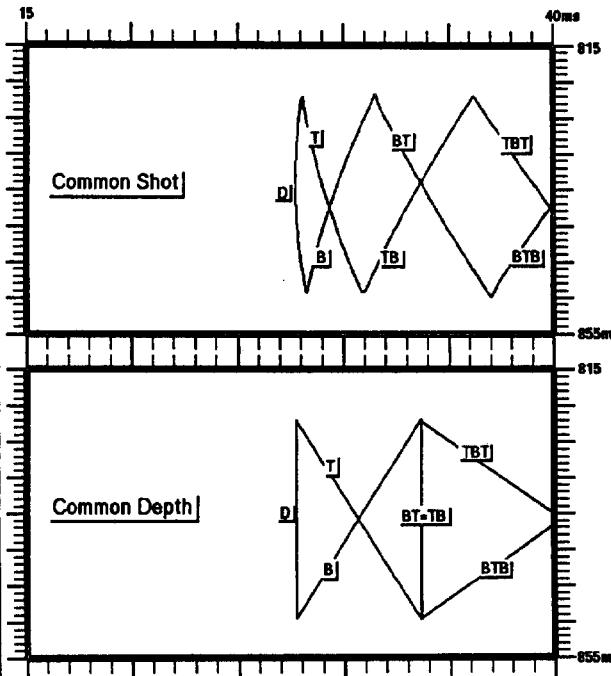 15 40ms
815
T BT TBT
Common Shot
D
B TB BTB
855m
815
TBT
T
Common Depth
D BT=TB
B BTB
855m